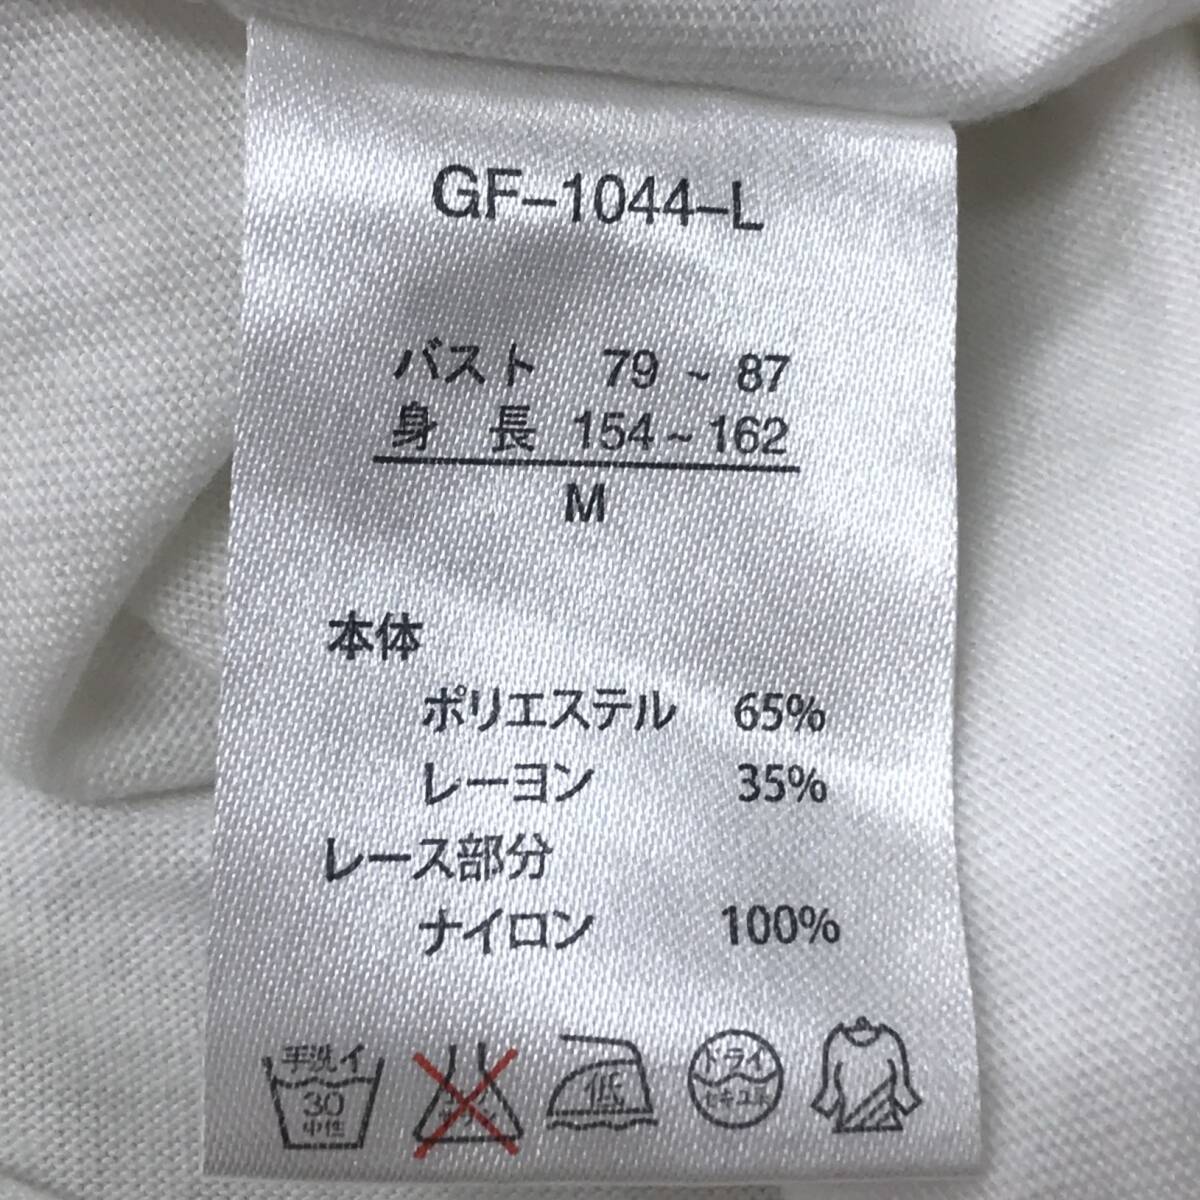 GF-1044-L
バスト 79 ~ 87
身 長 154 ~ 162
M
本体
ポリエステル 65%
レーヨン 35%
レース部分
ナイロン 100%
手洗イ
30
中性
低
ドライ
セキユ系